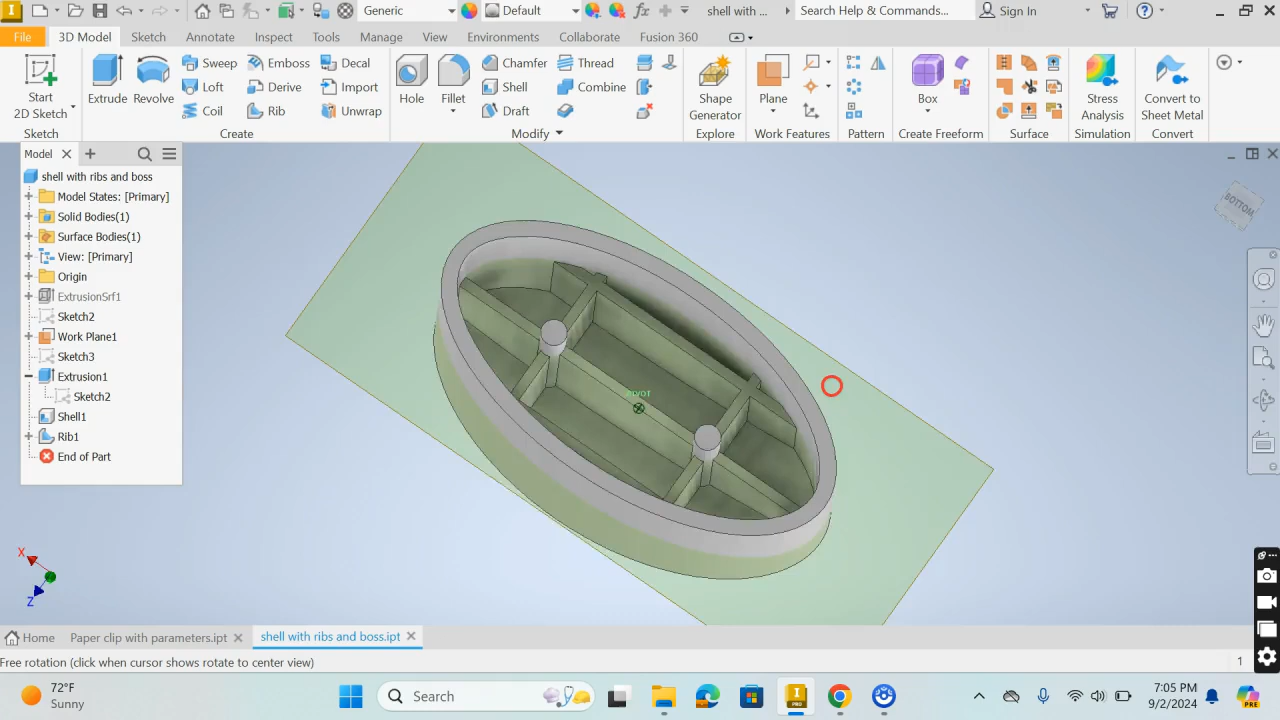 Generic
Default
shell with ...
Search Help & Commands...
Sign In
File
3D Model
Sketch
Annotate
Inspect
Tools
Manage
View
Environments
Collaborate
Fusion 360
Start
2D Sketch
Sketch
Extrude
Revolve
Sweep
Emboss
Decal
Loft
Derive
Import
Coil
Rib
Unwrap
Create
Hole
Fillet
Chamfer
Thread
Shell
Combine
Draft
Modify
Shape
Generator
Explore
Plane
Work Features
Pattern
Box
Create Freeform
Surface
Stress
Analysis
Simulation
Convert to
Sheet Metal
Convert
Model
shell with ribs and boss
Model States: [Primary]
Solid Bodies(1)
Surface Bodies(1)
View: [Primary]
Origin
ExtrusionSrf1
Sketch2
Work Plane1
Sketch3
Extrusion1
Sketch2
Shell1
Rib1
End of Part
BOTTOM
PIVOT
X
Z
Home
Paper clip with parameters.ipt
shell with ribs and boss.ipt
Free rotation (click when cursor shows rotate to center view)
1
72°F
Sunny
Search
7:05 PM
9/2/2024